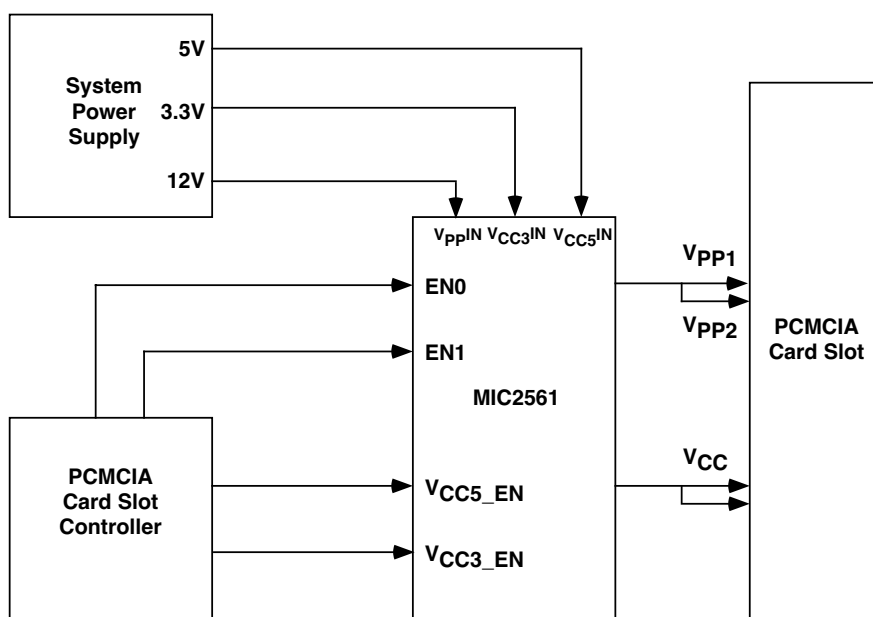 System
Power
Supply
5V
3.3V
12V
VPPIN VCC3IN VCC5IN
EN0
EN1
MIC2561
VCC5_EN
VCC3_EN
PCMCIA
Card Slot
Controller
VPP1
VPP2
VCC
PCMCIA
Card Slot